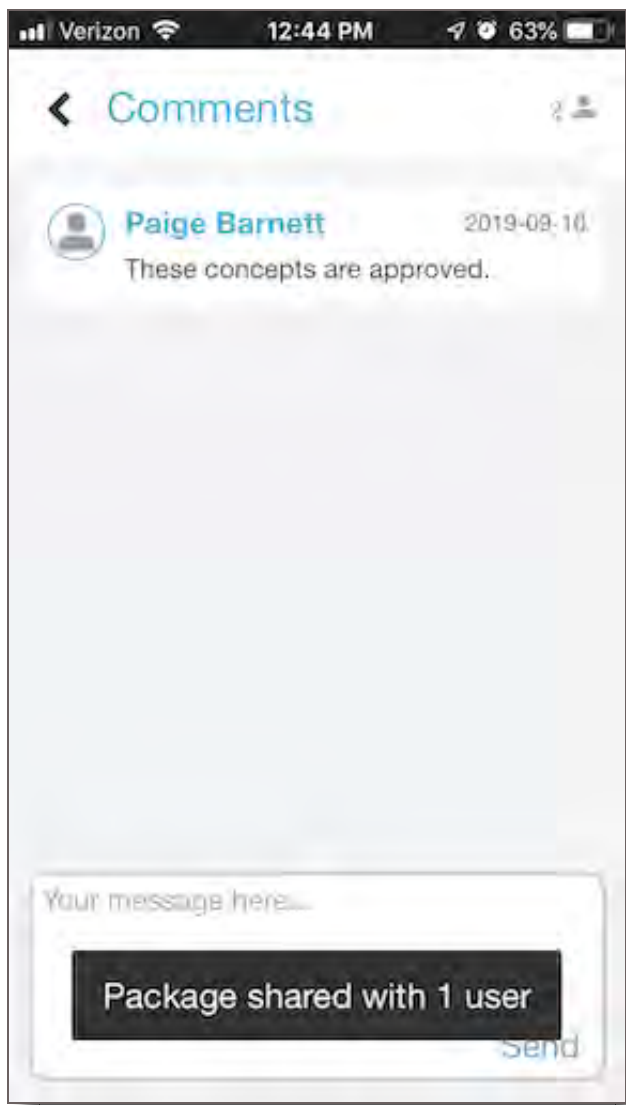 Verizon 12:44 PM 63%
Comments
Paige Barnett 2019-09-10
These concepts are approved.
Your message here...
Package shared with 1 user
Send